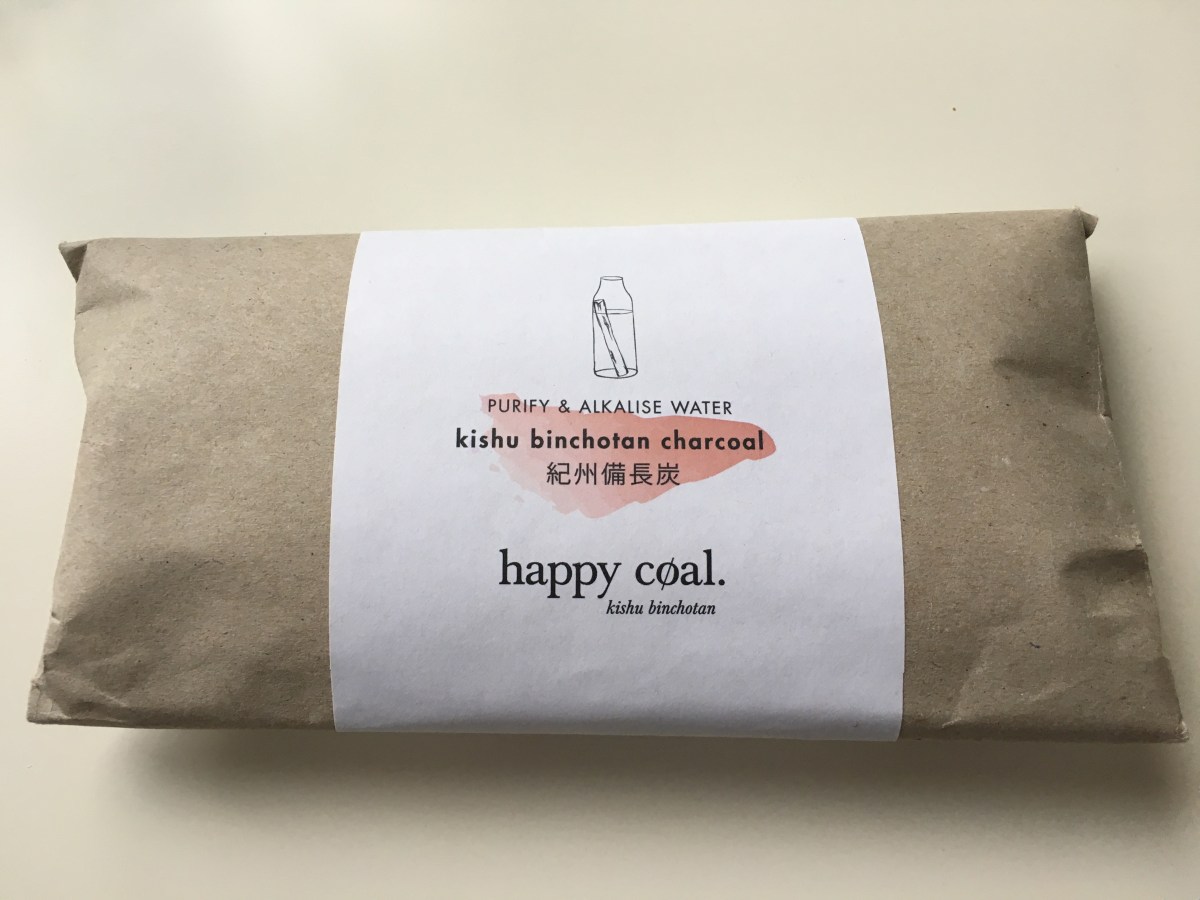 PURIFY & ALKALISE WATER
kishu binchotan charcoal
紀州備長炭
happy cøal.
kishu binchotan